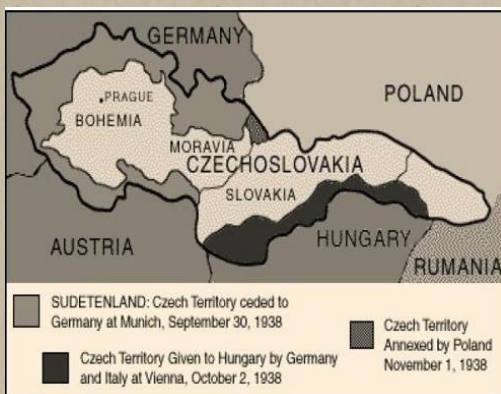 GERMANY
POLAND
PRAGUE
BOHEMIA
MORAVIA
CZECHOSLOVAKIA
SLOVAKIA
AUSTRIA
HUNGARY
RUMANIA
SUDETENLAND: Czech Territory ceded to
Germany at Munich, September 30, 1938
Czech Territory Given to Hungary by Germany
and Italy at Vienna, October 2, 1938
Czech Territory
Annexed by Poland
November 1, 1938